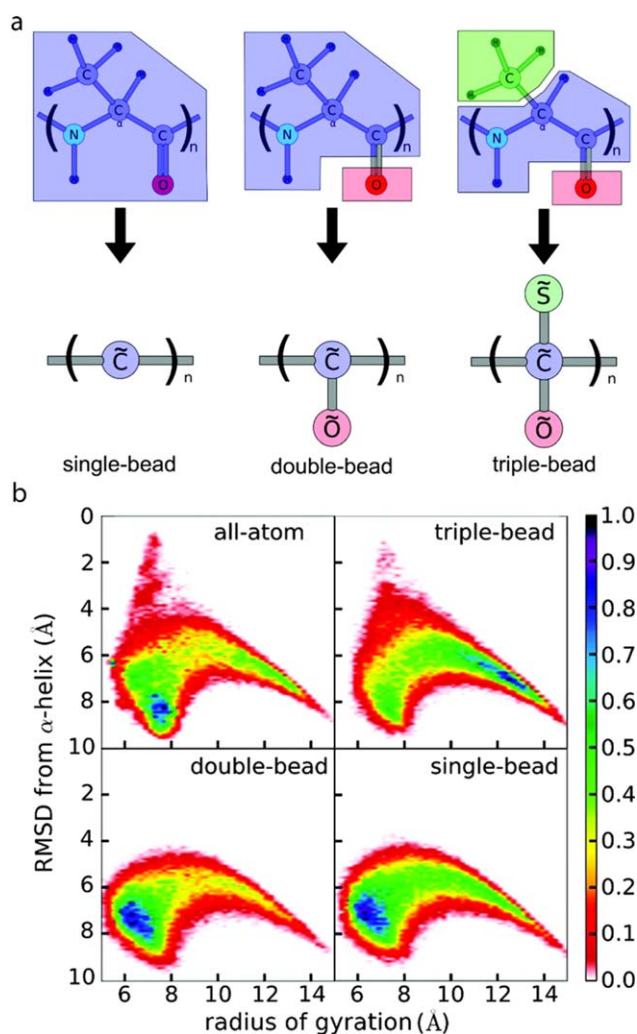 a
C
C
α
C
N
n
O
C
C
α
C
N
n
O
C
C
α
C
N
n
O
C̃
n
C̃
n
Õ
S̃
C̃
n
Õ
single-bead
double-bead
triple-bead
b
all-atom
triple-bead
double-bead
single-bead
RMSD from α-helix (Å)
0
2
4
6
8
10
2
4
6
8
10
6 8 10 12 14
6 8 10 12 14
radius of gyration (Å)
1.0
0.9
0.8
0.7
0.6
0.5
0.4
0.3
0.2
0.1
0.0